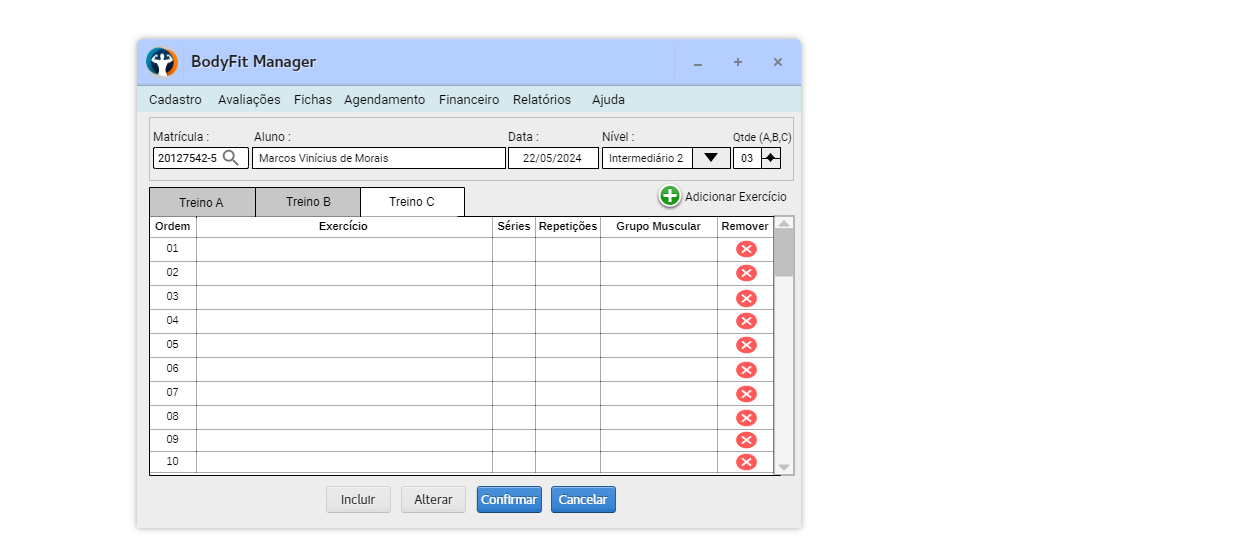 BodyFit Manager
Cadastro Avaliações Fichas Agendamento Financeiro Relatórios Ajuda
Matrícula : Aluno : Data : Nível : Qtde (A,B,C)
20127542-5 Marcos Vinícius de Morais 22/05/2024 Intermediário 2 03
Treino A Treino B Treino C Adicionar Exercício
Ordem Exercício Séries Repetições Grupo Muscular Remover
01
02
03
04
05
06
07
08
09
10
Incluir Alterar Confirmar Cancelar